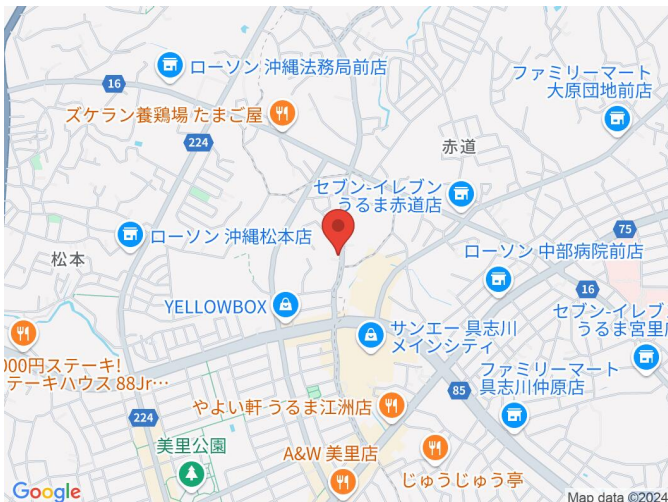 ローソン 沖縄法務局前店
16
ファミリーマート
大原団地前店
ズケラン養鶏場 たまご屋
224
赤道
セブン-イレブン
うるま赤道店
ローソン 沖縄松本店
75
松本
ローソン 中部病院前店
16
YELLOWBOX
セブン-イレブ
うるま宮里店
サンエー 具志川
メインシティ
000円ステーキ!
テーキハウス 88Jr…
ファミリーマート
具志川仲原店
85
やよい軒 うるま江洲店
224
美里公園
A&W 美里店
じゅうじゅう亭
Google
Map data ©2024